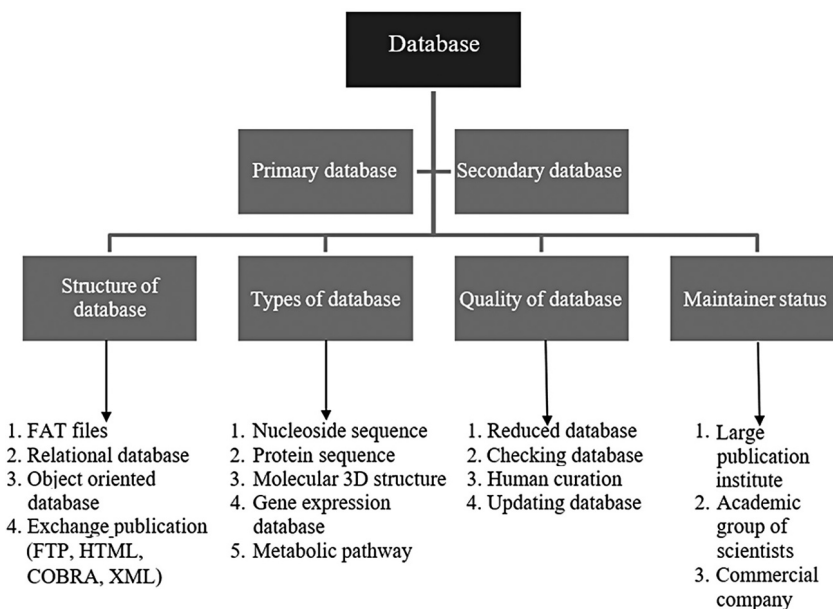 Database
Primary database
Secondary database
Structure of
database
Types of database
Quality of database
Maintainer status
1. FAT files
2. Relational database
3. Object oriented
database
4. Exchange publication
(FTP, HTML,
COBRA, XML)
1. Nucleoside sequence
2. Protein sequence
3. Molecular 3D structure
4. Gene expression
database
5. Metabolic pathway
1. Reduced database
2. Checking database
3. Human curation
4. Updating database
1. Large
publication
institute
2. Academic
group of
scientists
3. Commercial
company